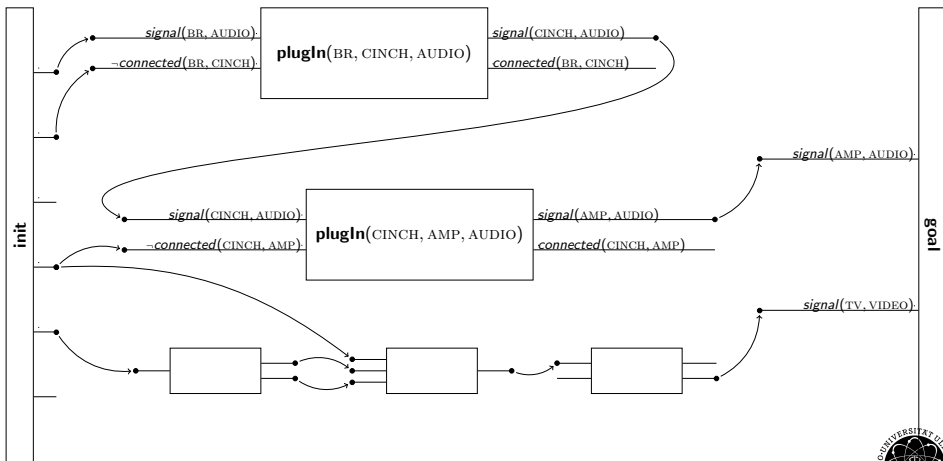 init
signal(BR, AUDIO)
¬connected(BR, CINCH)
plugIn(BR, CINCH, AUDIO)
signal(CINCH, AUDIO)
connected(BR, CINCH)
signal(CINCH, AUDIO)
¬connected(CINCH, AMP)
plugIn(CINCH, AMP, AUDIO)
signal(AMP, AUDIO)
connected(CINCH, AMP)
signal(AMP, AUDIO)
signal(TV, VIDEO)
goal